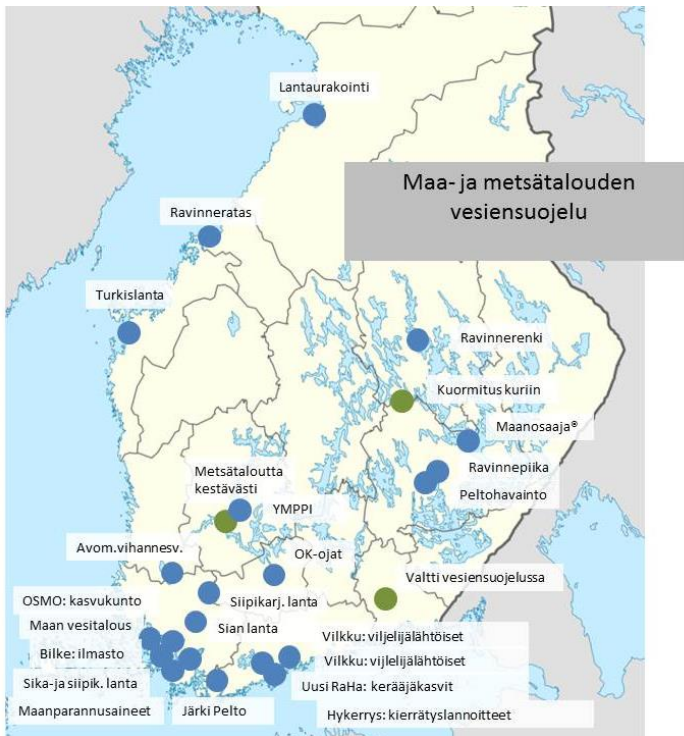 Lantaurakointi
Maa- ja metsätalouden
vesiensuojelu
Ravinneratas
Turkislanta
Ravinnerenki
Kuormitus kuriin
Maanosaaja®
Metsätaloutta
kestävästi
Ravinnepiika
Peltohavainto
YMPPI
Avom.vihannesv.
OK-ojat
Valtti vesiensuojelussa
OSMO: kasvukunto
Siipikarj. lanta
Maan vesitalous
Sian lanta
Vilkku: viljelijälähtöiset
Bilke: ilmasto
Vilkku: vijlelijälähtöiset
Sika-ja siipik. lanta
Uusi RaHa: kerääjäkasvit
Maanparannusaineet
Järki Pelto
Hykerrys: kierrätyslannoitteet